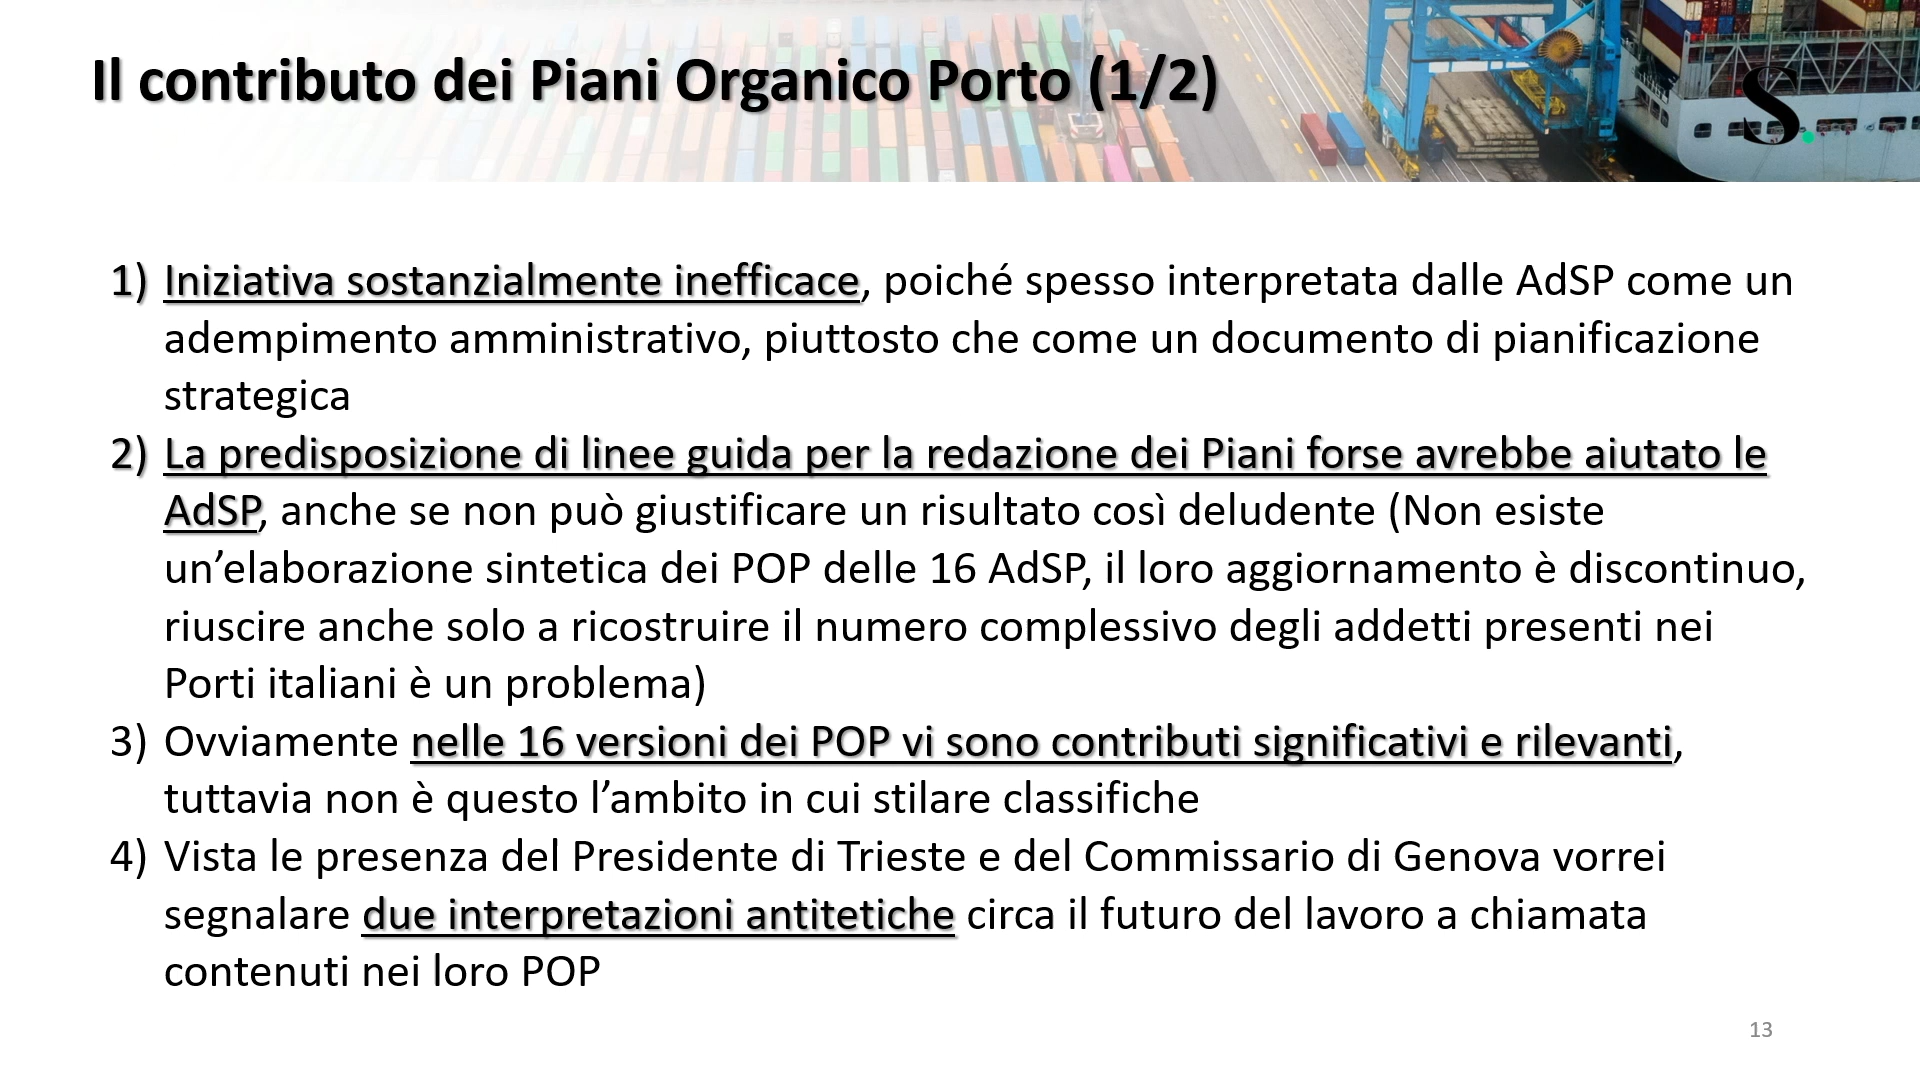 Il contributo dei Piani Organico Porto (1/2)
S.
1) Iniziativa sostanzialmente inefficace, poiché spesso interpretata dalle AdSP come un
adempimento amministrativo, piuttosto che come un documento di pianificazione
strategica
2) La predisposizione di linee guida per la redazione dei Piani forse avrebbe aiutato le
AdSP, anche se non può giustificare un risultato così deludente (Non esiste
un’elaborazione sintetica dei POP delle 16 AdSP, il loro aggiornamento è discontinuo,
riuscire anche solo a ricostruire il numero complessivo degli addetti presenti nei
Porti italiani è un problema)
3) Ovviamente nelle 16 versioni dei POP vi sono contributi significativi e rilevanti,
tuttavia non è questo l’ambito in cui stilare classifiche
4) Vista le presenza del Presidente di Trieste e del Commissario di Genova vorrei
segnalare due interpretazioni antitetiche circa il futuro del lavoro a chiamata
contenuti nei loro POP
13